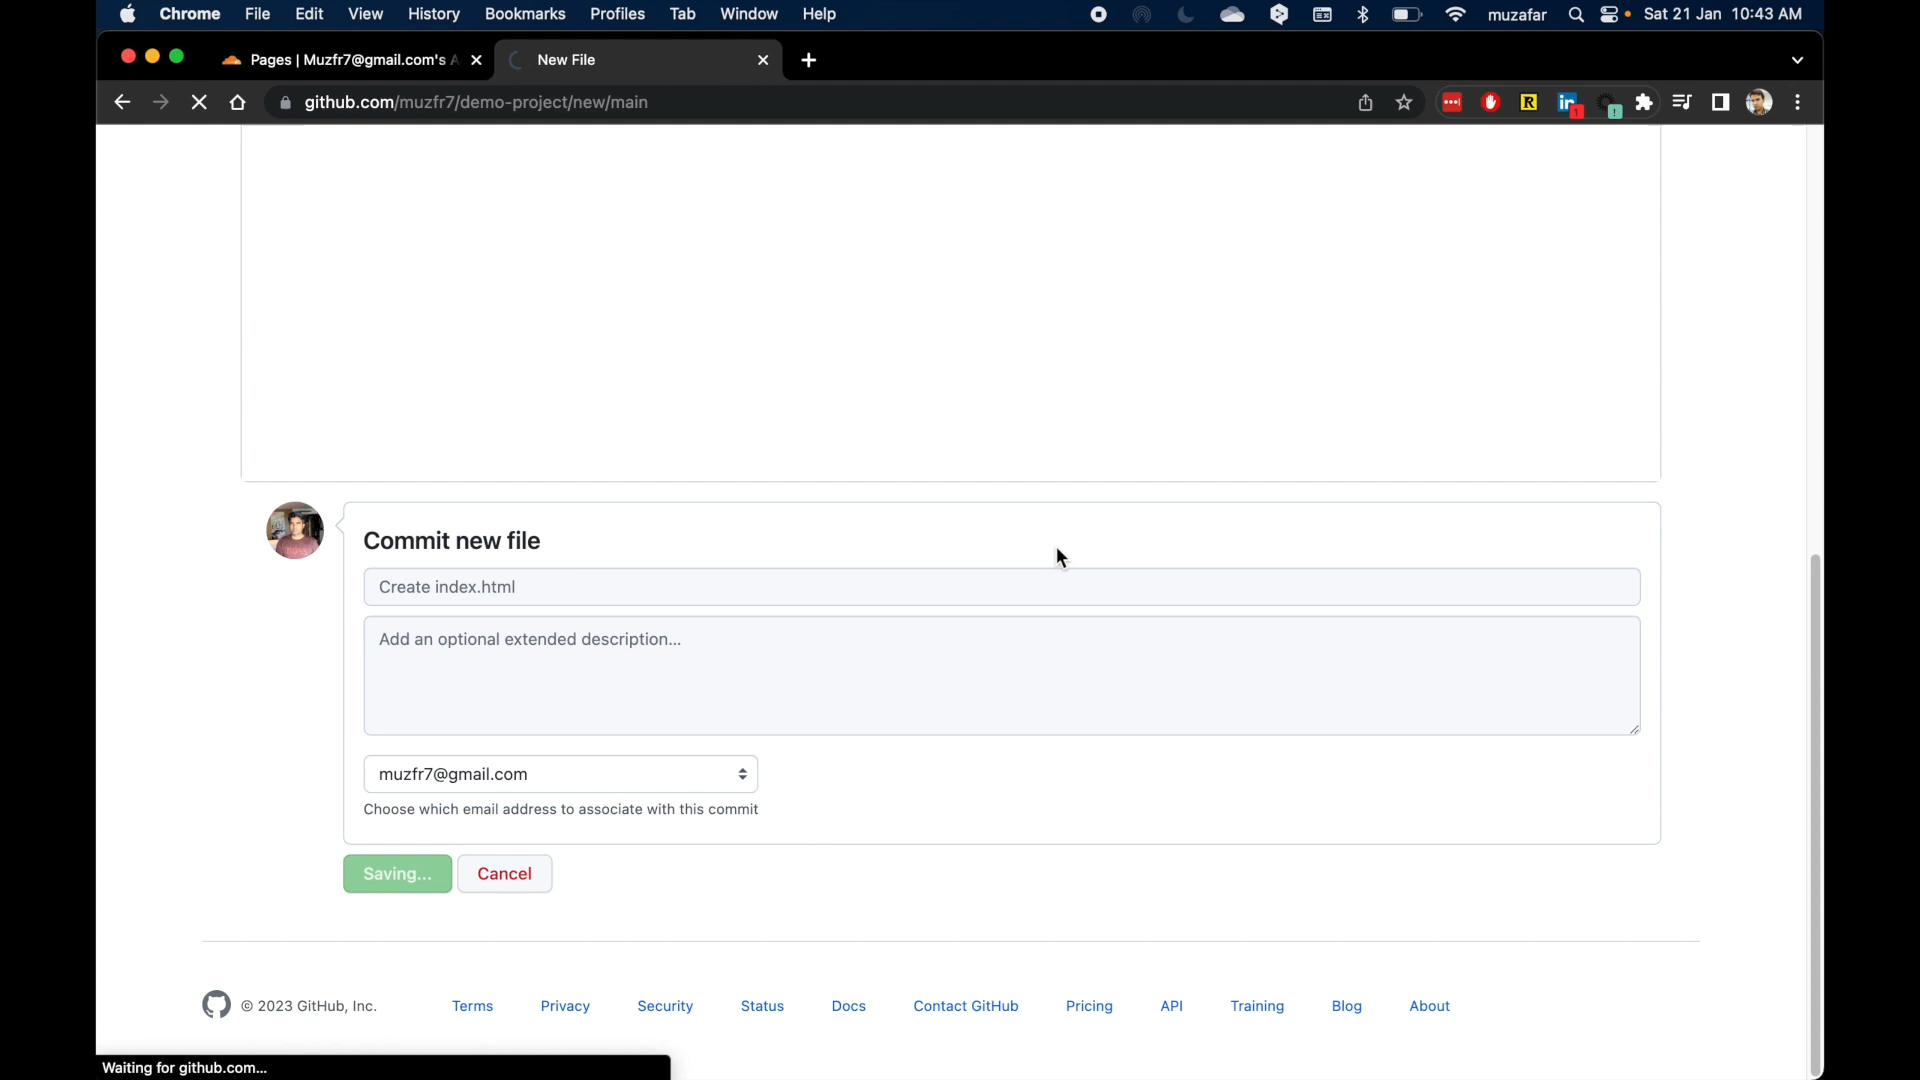 Chrome File Edit View History Bookmarks Profiles Tab Window Help muzafar Sat 21 Jan 10:43 AM
Pages | Muzfr7@gmail.com's A New File
github.com/muzfr7/demo-project/new/main
Commit new file
Create index.html
Add an optional extended description...
muzfr7@gmail.com
Choose which email address to associate with this commit
Saving... Cancel
© 2023 GitHub, Inc. Terms Privacy Security Status Docs Contact GitHub Pricing API Training Blog About
Waiting for github.com...